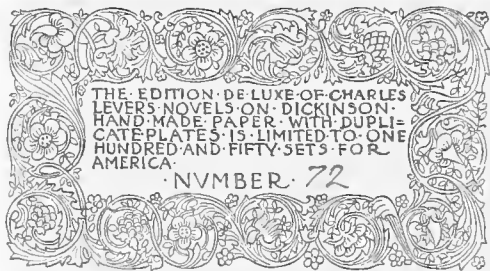 THE·EDITION·DE·LUXE·OF·CHARLES
LEVERS·NOVELS·ON·DICKINSON·
HAND·MADE·PAPER·WITH·DUPLI=
CATE·PLATES·IS·LIMITED·TO·ONE
HUNDRED·AND·FIFTY·SETS·FOR
AMERICA·
·NVMBER· 72